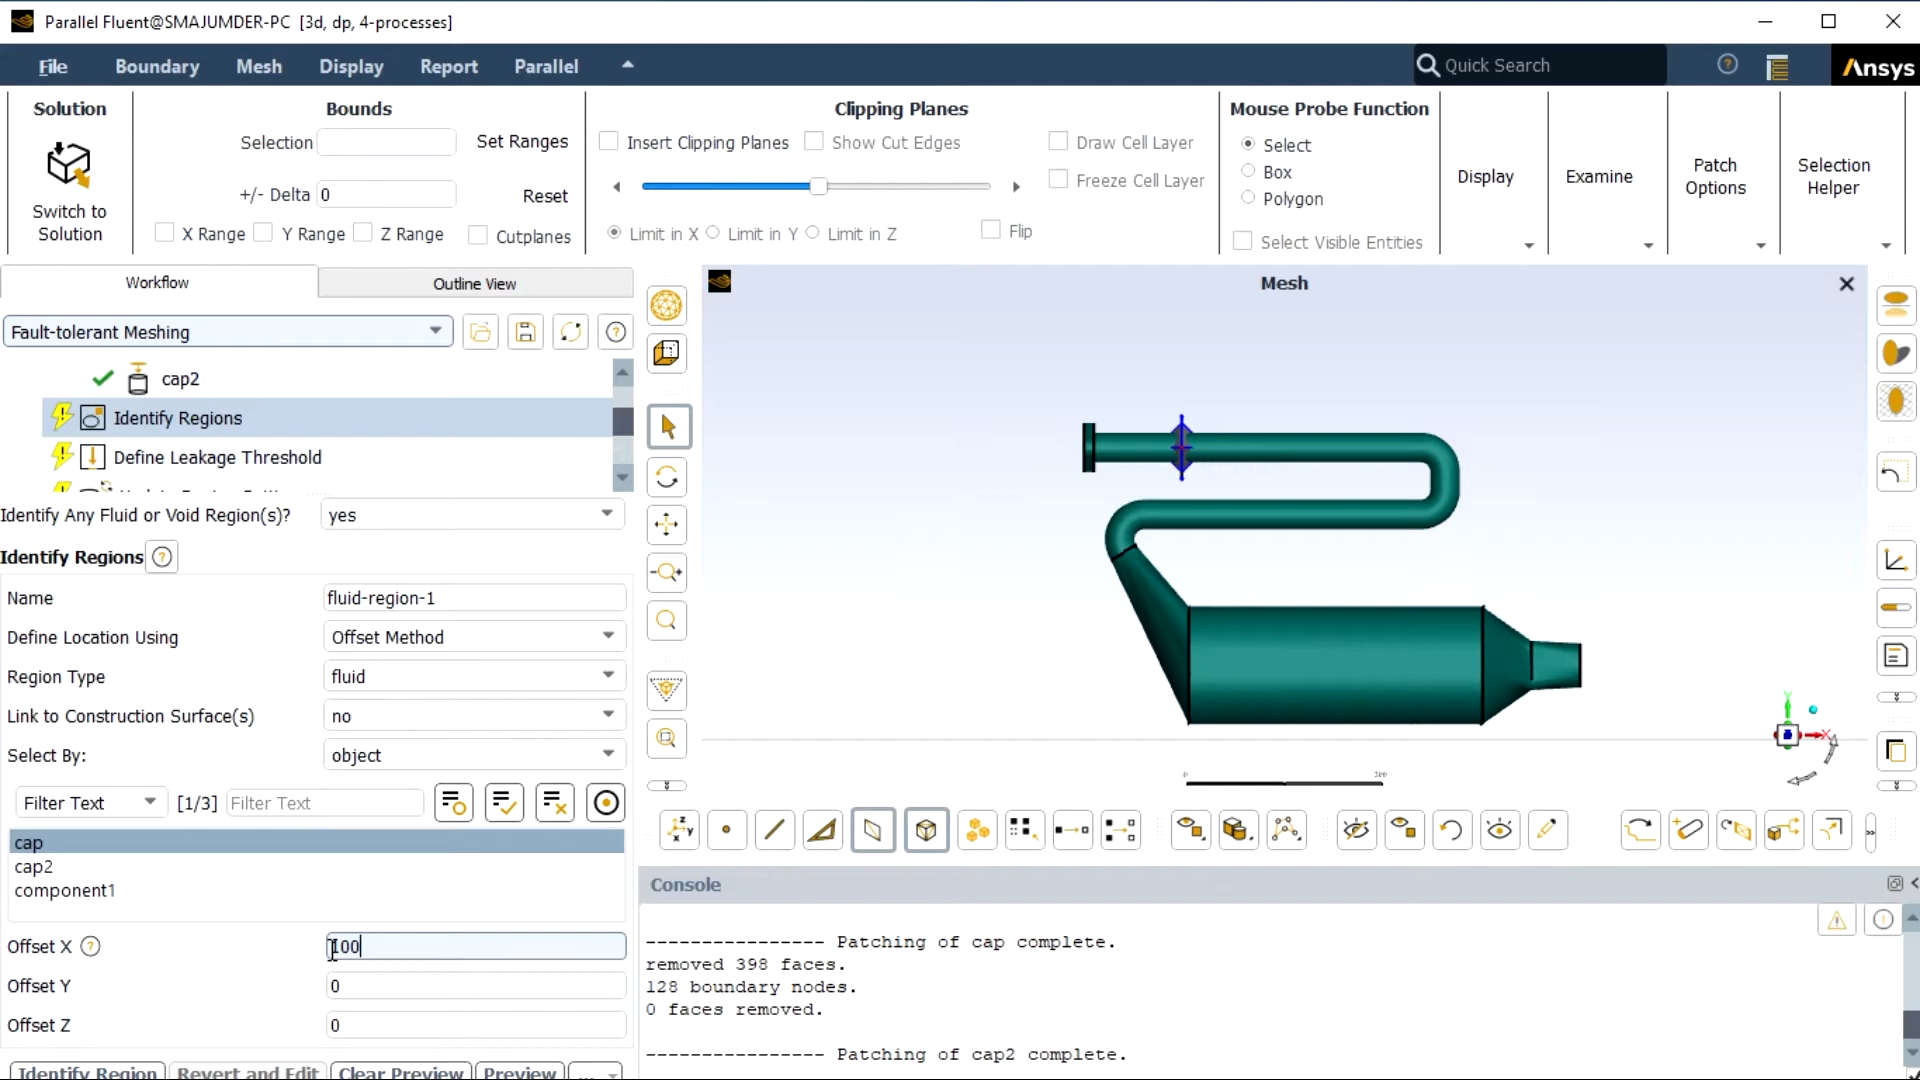 Parallel Fluent@SMAJUMDER-PC [3d, dp, 4-processes]
File Boundary Mesh Display Report Parallel Quick Search Ansys
Solution
Switch to
Solution
Bounds
Selection Set Ranges
+/- Delta 0 Reset
X Range Y Range Z Range Cutplanes
Clipping Planes
Insert Clipping Planes Show Cut Edges Draw Cell Layer
Freeze Cell Layer
Limit in X Limit in Y Limit in Z Flip
Mouse Probe Function
Select
Box
Polygon
Select Visible Entities
Display
Examine
Patch
Options
Selection
Helper
Workflow Outline View
Fault-tolerant Meshing
cap2
Identify Regions
Define Leakage Threshold
Identify Any Fluid or Void Region(s)? yes
Identify Regions
Name fluid-region-1
Define Location Using Offset Method
Region Type fluid
Link to Construction Surface(s) no
Select By: object
Filter Text [1/3] Filter Text
cap
cap2
component1
Offset X 100
Offset Y 0
Offset Z 0
Identify Region Revert and Edit Clear Preview Preview ...
Mesh
Y
X
0
z
x y
Console
---------------- Patching of cap complete.
removed 398 faces.
128 boundary nodes.
0 faces removed.
---------------- Patching of cap2 complete.